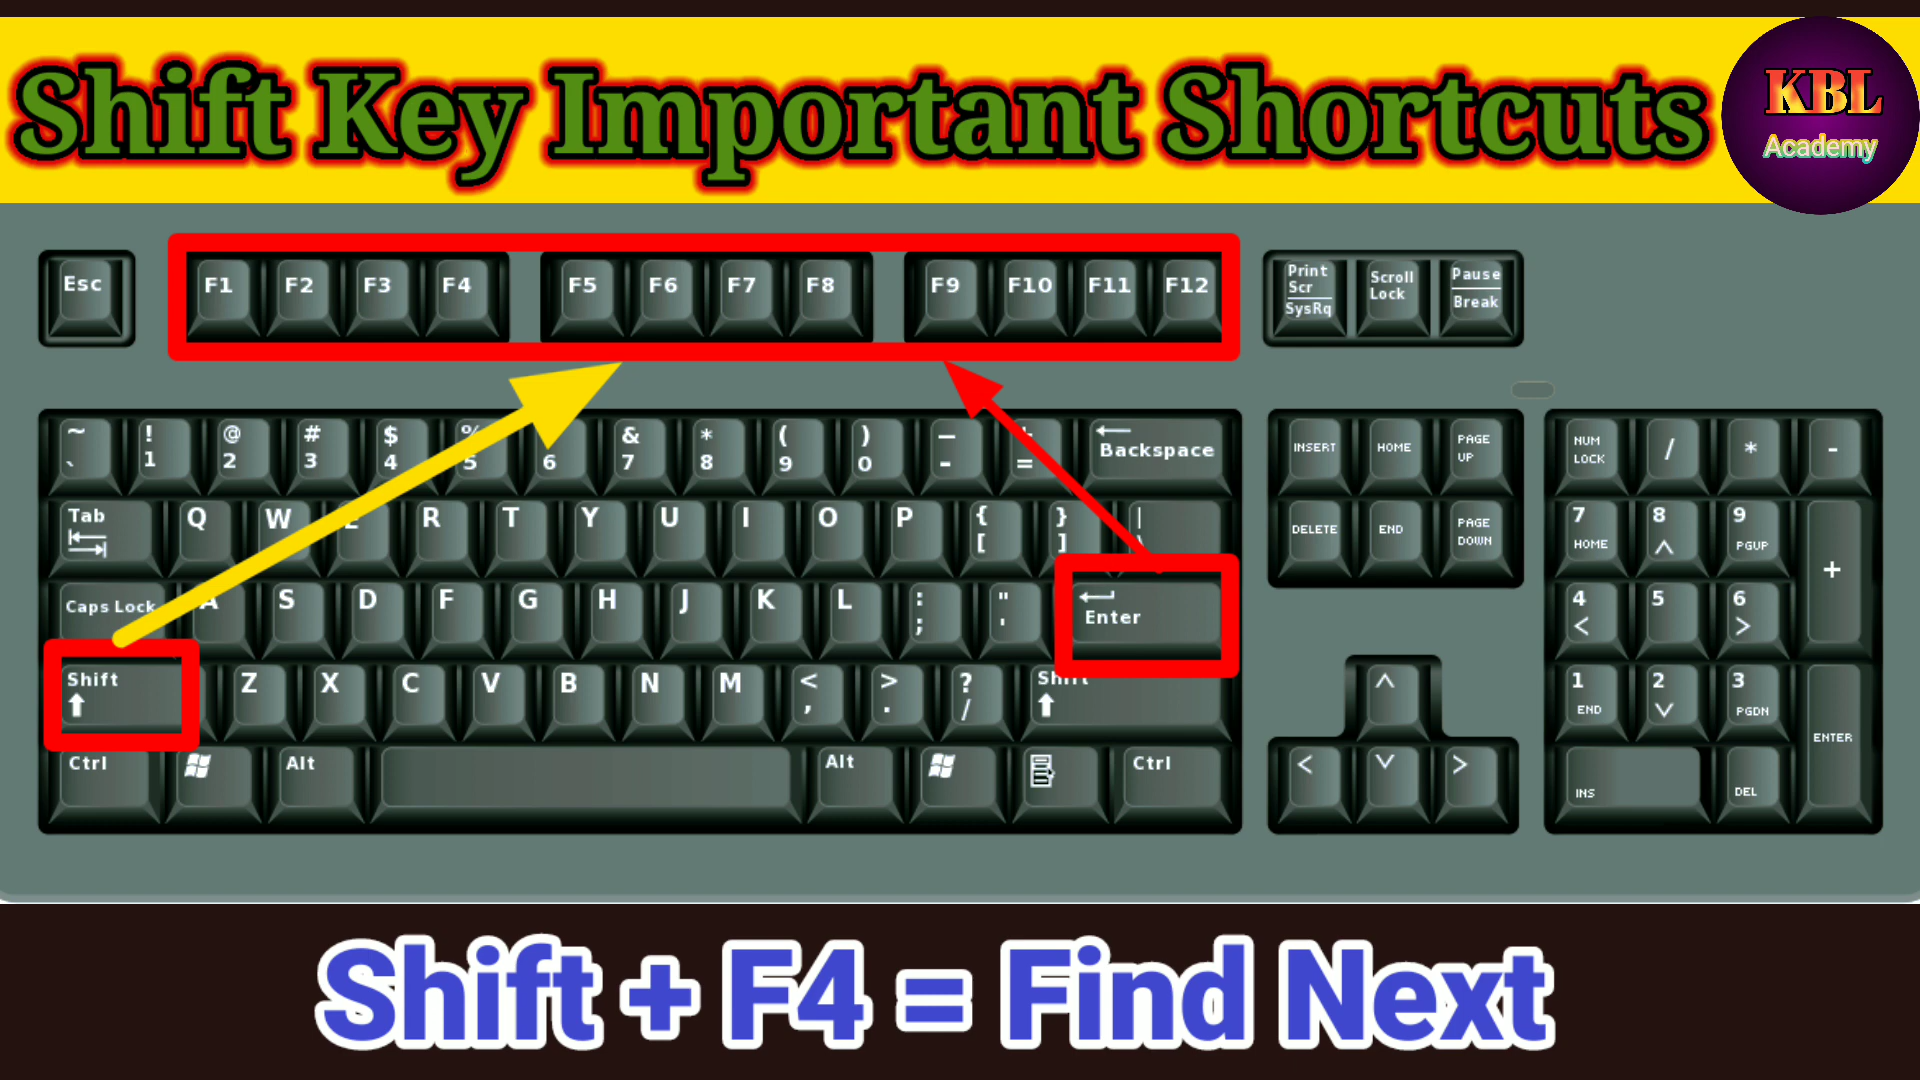 Shift Key Important Shortcuts
KBL
Academy
Esc F1 F2 F3 F4 F5 F6 F7 F8 F9 F10 F11 F12
Print Scr SysRq
Scroll Lock
Pause Break
~ ` ! 1 @ 2 # 3 $ 4 % 5 6 & 7 * 8 ( 9 ) 0 — - + = Backspace
INSERT HOME PAGE UP
NUM LOCK / * -
Tab Q W E R T Y U I O P { [ } ] | \
DELETE END PAGE DOWN
7 HOME 8 ^ 9 PGUP +
Caps Lock A S D F G H J K L : ; " ' Enter
4 < 5 6 >
Shift Z X C V B N M < , > . ? / Shift
^
1 END 2 v 3 PGDN ENTER
Ctrl Alt Alt Ctrl
< v >
INS DEL
Shift + F4 = Find Next